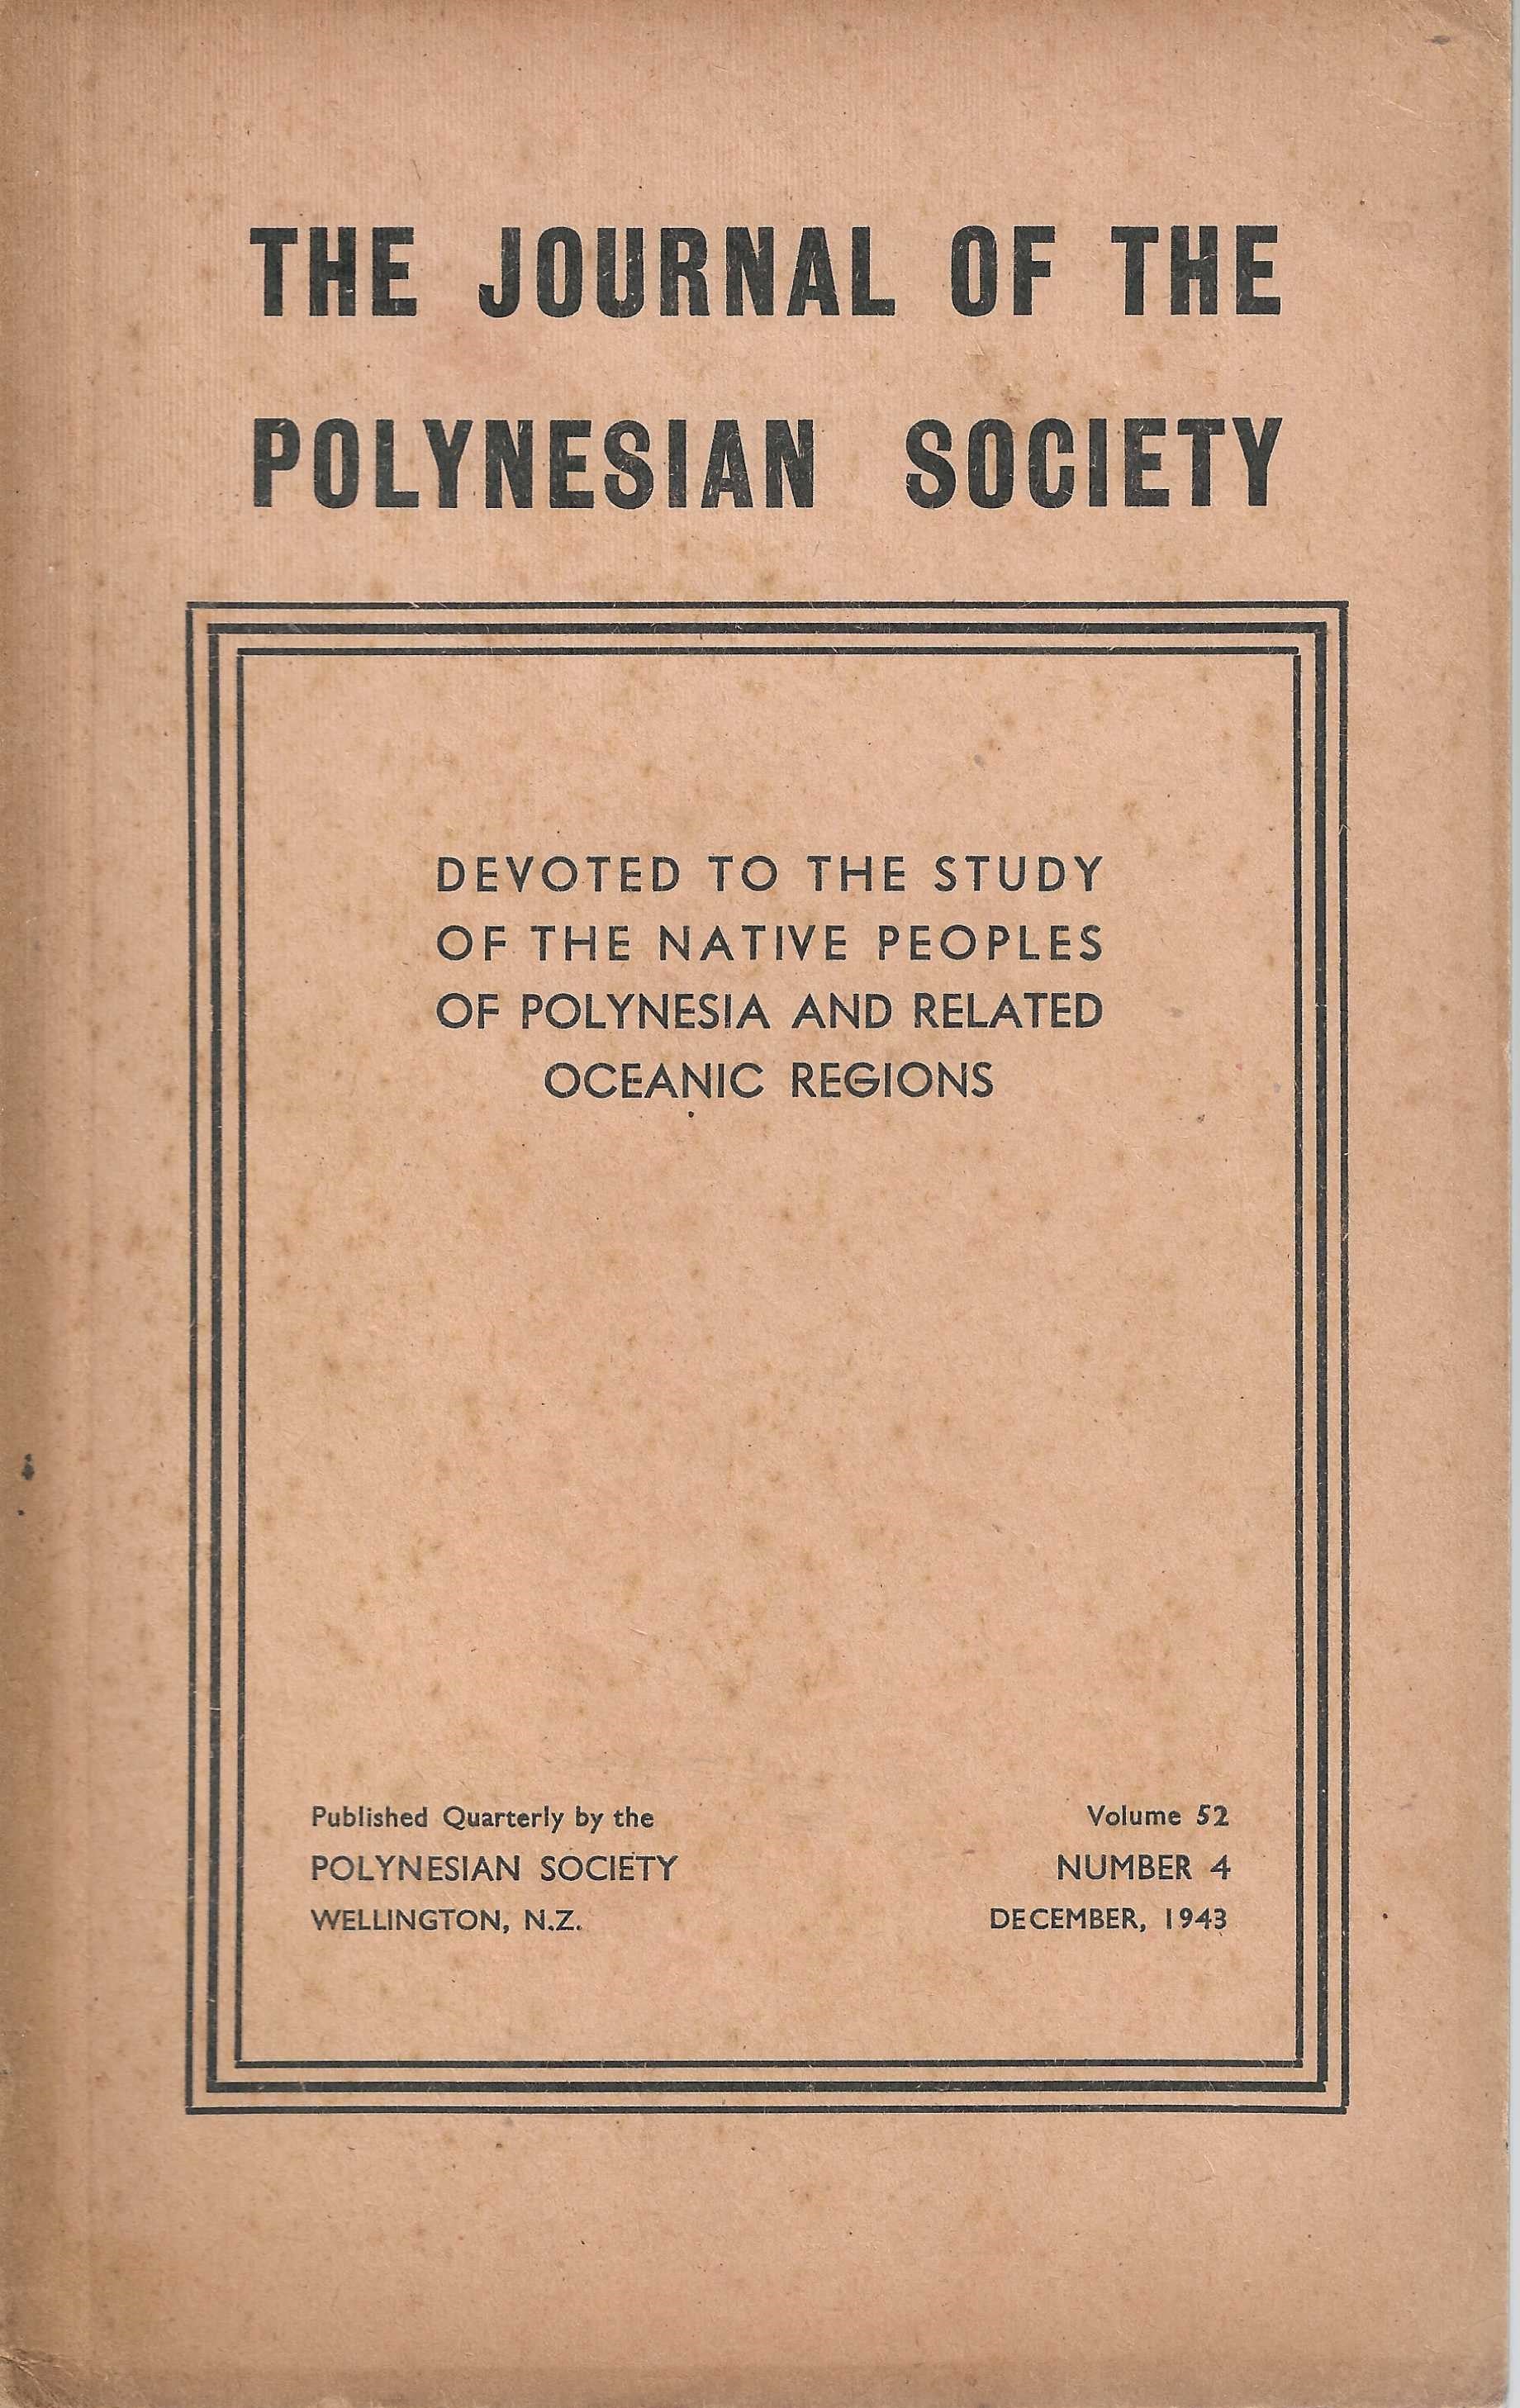 THE JOURNAL OF THE
POLYNESIAN SOCIETY
DEVOTED TO THE STUDY
OF THE NATIVE PEOPLES
OF POLYNESIA AND RELATED
OCEANIC REGIONS
Published Quarterly by the
POLYNESIAN SOCIETY
WELLINGTON, N.Z.
Volume 52
NUMBER 4
DECEMBER, 1943